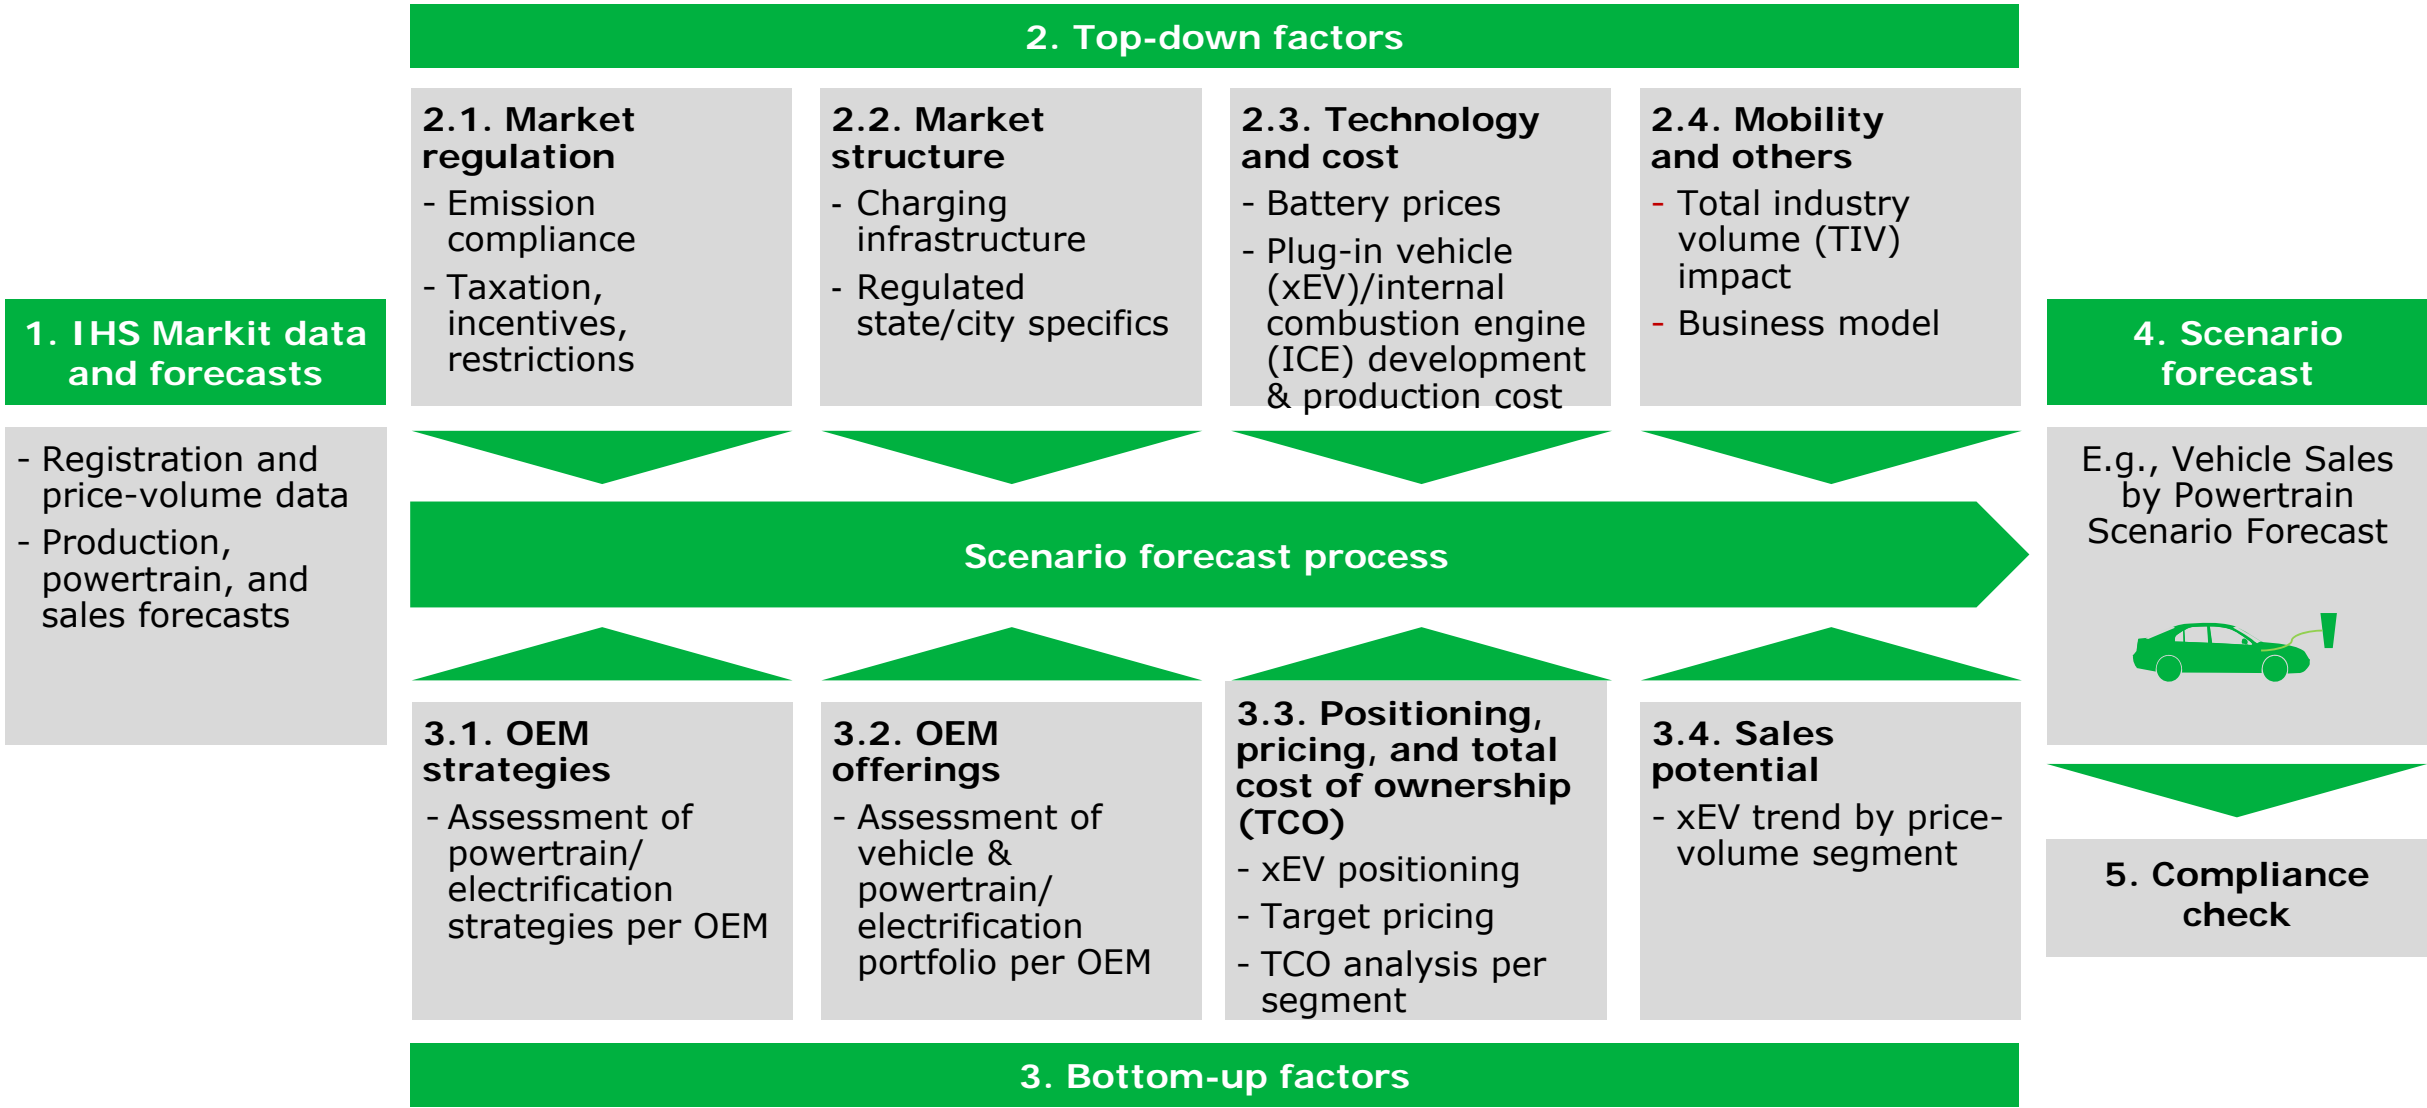 2. Top-down factors
2.1. Market
regulation
- Emission
compliance
- Taxation,
incentives,
restrictions
2.2. Market
structure
- Charging
infrastructure
- Regulated
state/city specifics
2.3. Technology
and cost
- Battery prices
- Plug-in vehicle
(xEV)/internal
combustion engine
(ICE) development
& production cost
2.4. Mobility
and others
- Total industry
volume (TIV)
impact
- Business model
1. IHS Markit data
and forecasts
- Registration and
price-volume data
- Production,
powertrain, and
sales forecasts
Scenario forecast process
4. Scenario
forecast
E.g., Vehicle Sales
by Powertrain
Scenario Forecast
3.1. OEM
strategies
- Assessment of
powertrain/
electrification
strategies per OEM
3.2. OEM
offerings
- Assessment of
vehicle &
powertrain/
electrification
portfolio per OEM
3.3. Positioning,
pricing, and total
cost of ownership
(TCO)
- xEV positioning
- Target pricing
- TCO analysis per
segment
3.4. Sales
potential
- xEV trend by price-
volume segment
5. Compliance
check
3. Bottom-up factors